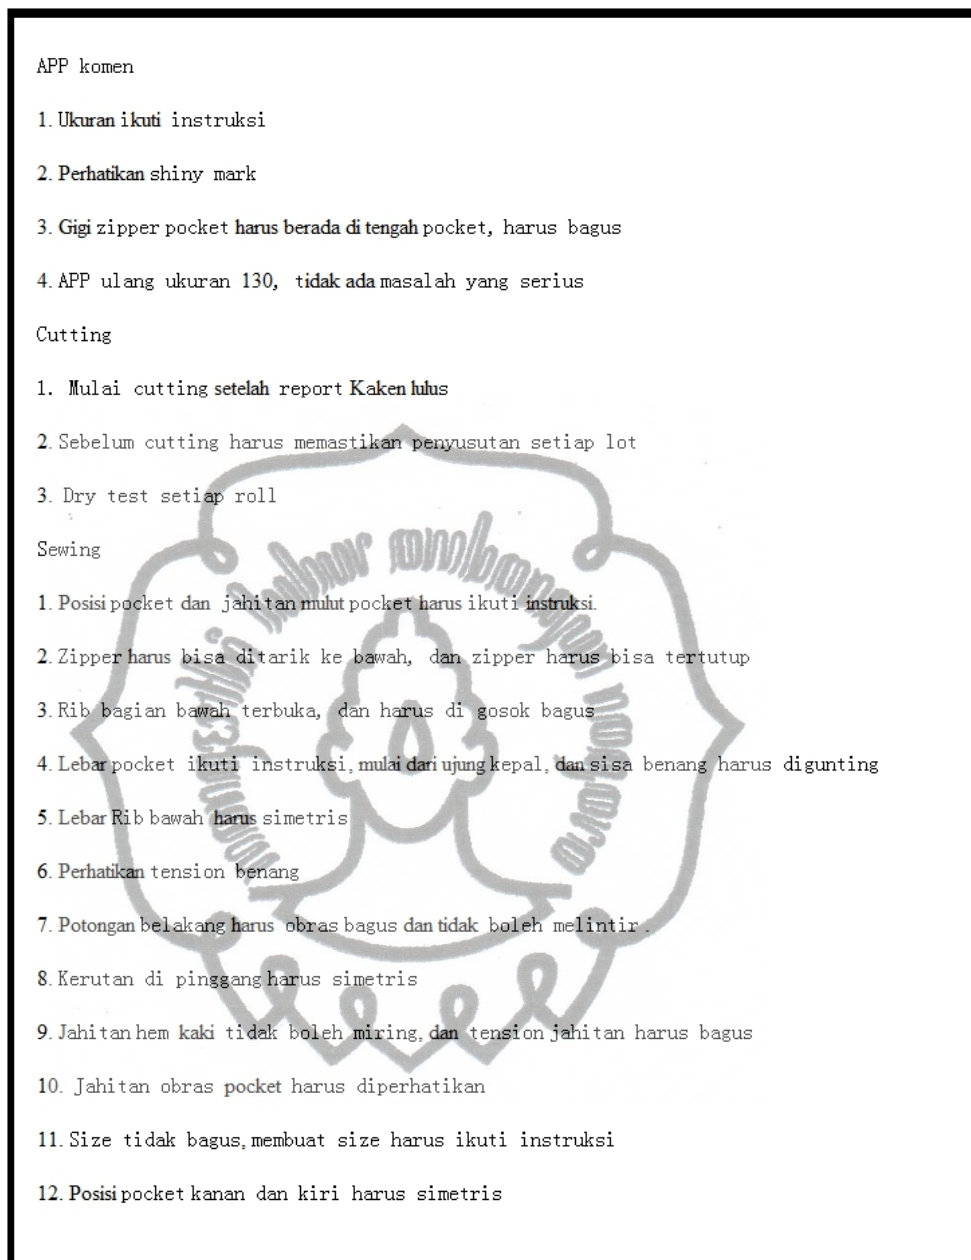 APP komen
1. Ukuran ikuti instruksi
2. Perhatikan shiny mark
3. Gigi zipper pocket harus berada di tengah pocket, harus bagus
4. APP ulang ukuran 130, tidak ada masalah yang serius
Cutting
1. Mulai cutting setelah report Kaken lulus
2. Sebelum cutting harus memastikan penyusutan setiap lot
3. Dry test setiap roll
Sewing
1. Posisi pocket dan jahitan mulut pocket harus ikuti instruksi.
2. Zipper harus bisa ditarik ke bawah, dan zipper harus bisa tertutup
3. Rib bagian bawah terbuka, dan harus di gosok bagus
4. Lebar pocket ikuti instruksi, mulai dari ujung kepal, dan sisa benang harus digunting
5. Lebar Rib bawah harus simetris
6. Perhatikan tension benang
7. Potongan belakang harus obras bagus dan tidak boleh melintir .
8. Kerutan di pinggang harus simetris
9. Jahitan hem kaki tidak boleh miring, dan tension jahitan harus bagus
10. Jahitan obras pocket harus diperhatikan
11. Size tidak bagus, membuat size harus ikuti instruksi
12. Posisi pocket kanan dan kiri harus simetris